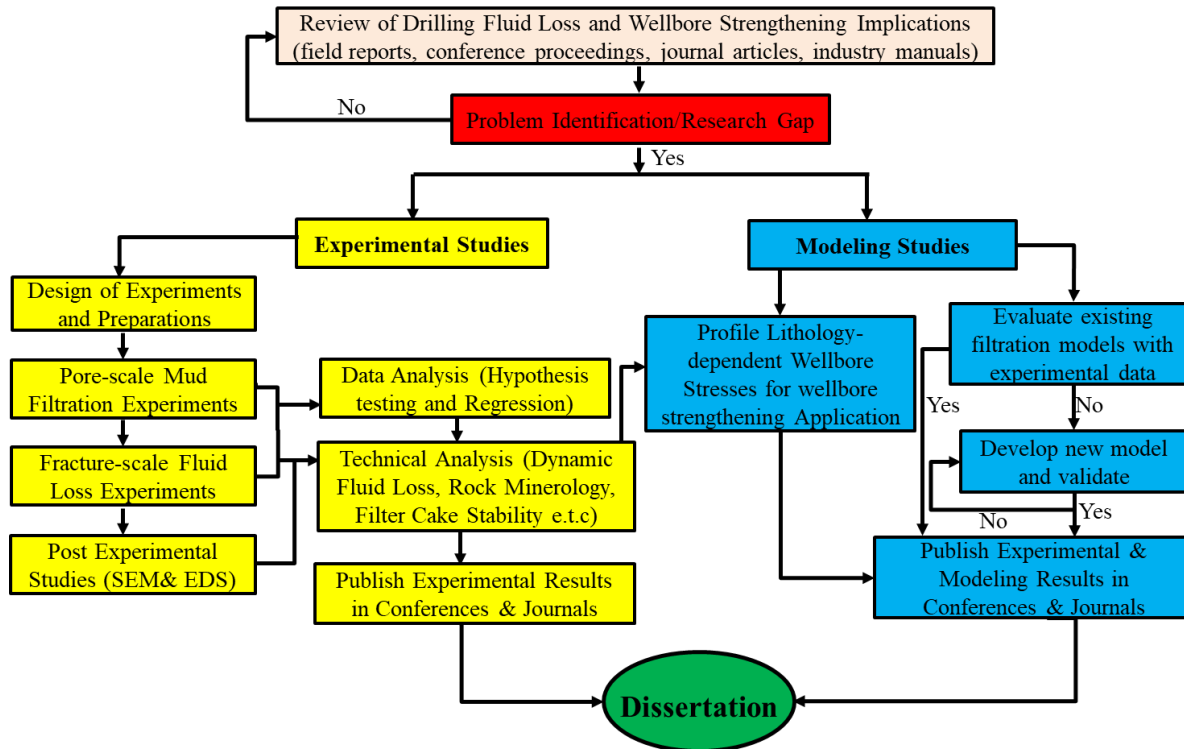 Review of Drilling Fluid Loss and Wellbore Strengthening Implications
(field reports, conference proceedings, journal articles, industry manuals)
No
Problem Identification/Research Gap
Yes
Experimental Studies
Modeling Studies
Design of Experiments
and Preparations
Pore-scale Mud
Filtration Experiments
Fracture-scale Fluid
Loss Experiments
Post Experimental
Studies (SEM& EDS)
Data Analysis (Hypothesis
testing and Regression)
Technical Analysis (Dynamic
Fluid Loss, Rock Minerology,
Filter Cake Stability e.t.c)
Publish Experimental Results
in Conferences & Journals
Profile Lithology-
dependent Wellbore
Stresses for wellbore
strengthening Application
Evaluate existing
filtration models with
experimental data
Yes
No
Develop new model
and validate
No
Yes
Publish Experimental &
Modeling Results in
Conferences & Journals
Dissertation